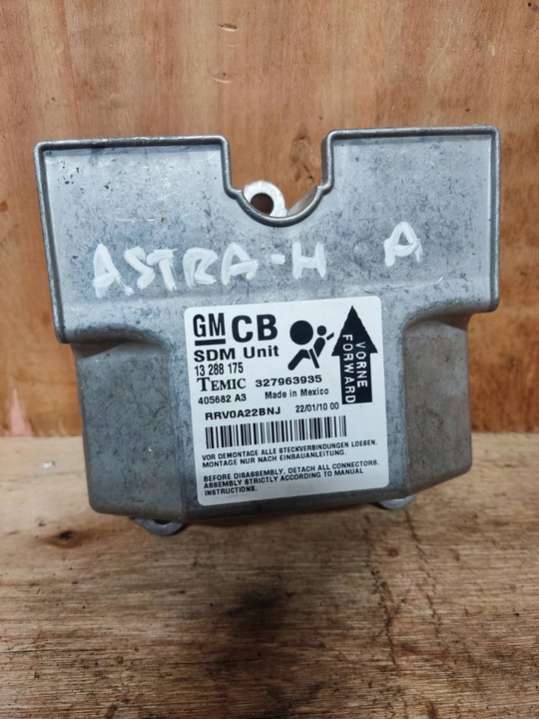 ASTRA-H A
GM CB
SDM Unit
13 288 175
TEMIC 327963935
405682 A3 Made in Mexico
RRV0A22BNJ 22/01/10 00
VORNE
FORWARD
VOR DEMONTAGE ALLE STECKVERBINDUNGEN LOESEN.
MONTAGE NUR NACH EINBAUANLEITUNG.
BEFORE DISASSEMBLY, DETACH ALL CONNECTORS.
ASSEMBLY STRICTLY ACCORDING TO MANUAL
INSTRUCTIONS.